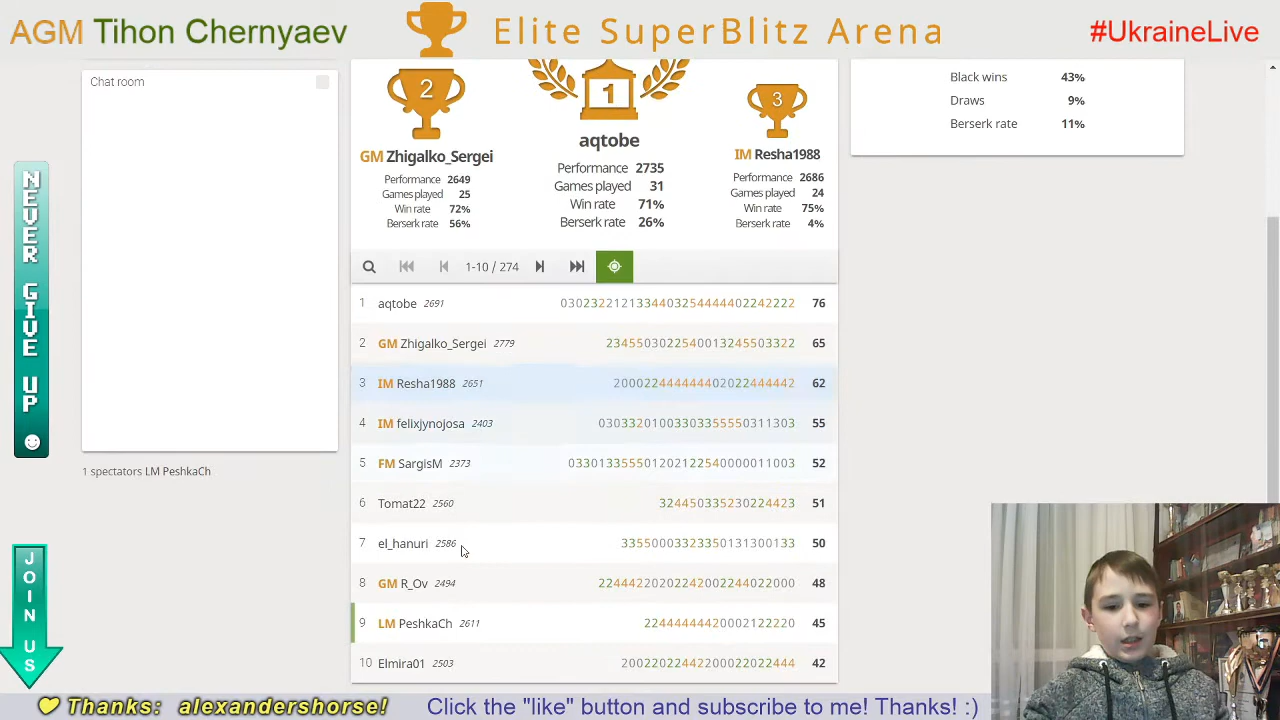 AGM Tihon Chernyaev
Elite SuperBlitz Arena
#UkraineLive
Chat room
NEVER GIVE UP
1 spectators LM PeshkaCh
JOIN US
2
GM Zhigalko_Sergei
Performance 2649
Games played 25
Win rate 72%
Berserk rate 56%
1
aqtobe
Performance 2735
Games played 31
Win rate 71%
Berserk rate 26%
3
IM Resha1988
Performance 2686
Games played 24
Win rate 75%
Berserk rate 4%
Black wins 43%
Draws 9%
Berserk rate 11%
1-10 / 274
1 aqtobe 2691 03032322121334403254444402242222 76
2 GM Zhigalko_Sergei 2779 2345503022540013245503322 65
3 IM Resha1988 2651 200022444444402022444442 62
4 IM felixjynojosa 2403 03033201003303355550311303 55
5 FM SargisM 2373 033013355501202122540000011003 52
6 Tomat22 2560 324450335230224423 51
7 el_hanuri 2586 33550003323350131300133 50
8 GM R_Ov 2494 2244420202242002244022000 48
9 LM PeshkaCh 2611 22444444420002122220 45
10 Elmira01 2503 20022022442200022022444 42
Thanks: alexandershorse!
Click the "like" button and subscribe to me! Thanks! :)